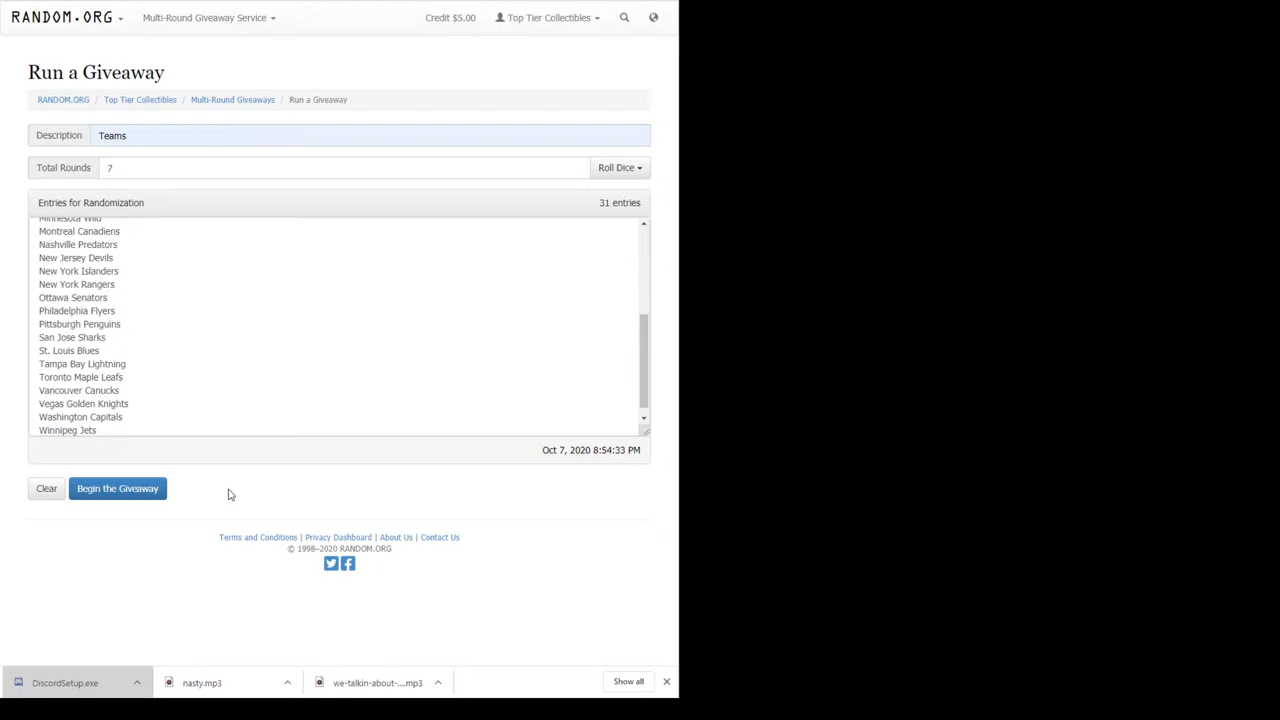 RANDOM.ORG
Multi-Round Giveaway Service
Credit $5.00
Top Tier Collectibles
Run a Giveaway
RANDOM.ORG / Top Tier Collectibles / Multi-Round Giveaways / Run a Giveaway
Description Teams
Total Rounds 7 Roll Dice
Entries for Randomization 31 entries
Minnesota Wild
Montreal Canadiens
Nashville Predators
New Jersey Devils
New York Islanders
New York Rangers
Ottawa Senators
Philadelphia Flyers
Pittsburgh Penguins
San Jose Sharks
St. Louis Blues
Tampa Bay Lightning
Toronto Maple Leafs
Vancouver Canucks
Vegas Golden Knights
Washington Capitals
Winnipeg Jets
Oct 7, 2020 8:54:33 PM
Clear Begin the Giveaway
Terms and Conditions | Privacy Dashboard | About Us | Contact Us
© 1998–2020 RANDOM.ORG
DiscordSetup.exe nasty.mp3 we-talkin-about-....mp3 Show all